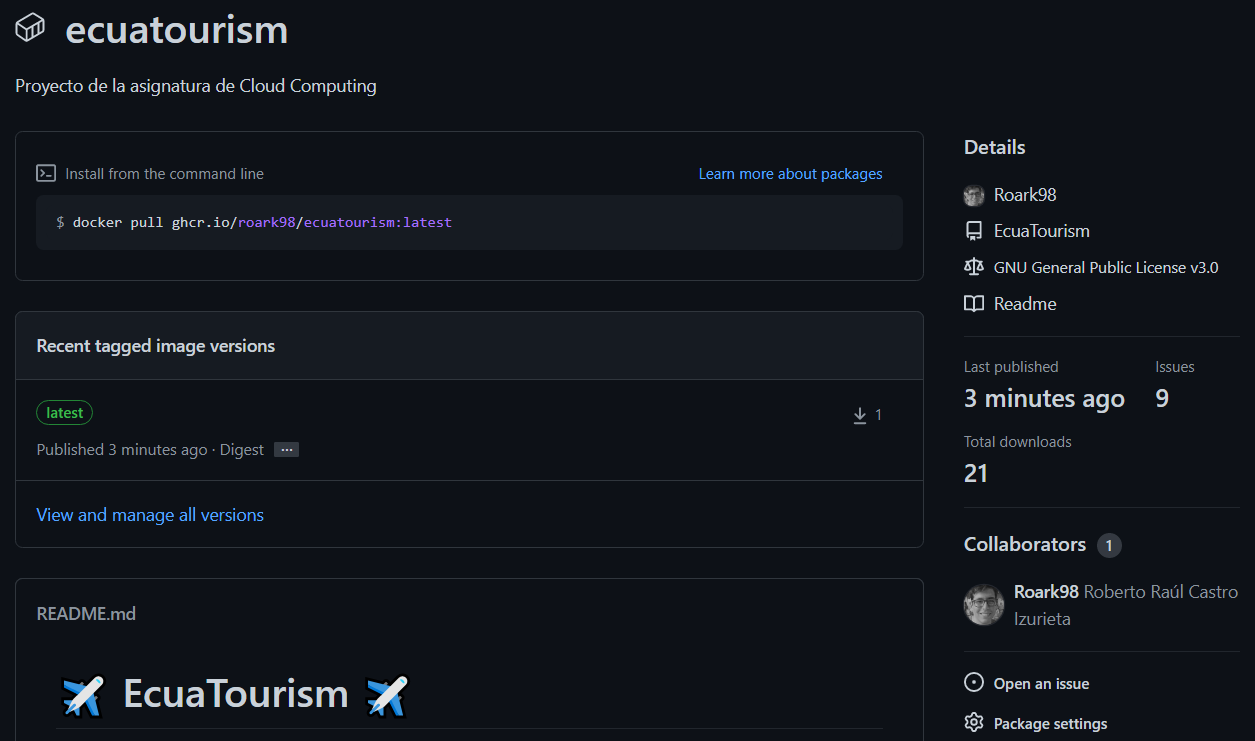 ecuatourism
Proyecto de la asignatura de Cloud Computing
Install from the command line
Learn more about packages
$ docker pull ghcr.io/roark98/ecuatourism:latest
Recent tagged image versions
latest
1
Published 3 minutes ago · Digest ...
View and manage all versions
README.md
EcuaTourism
Details
Roark98
EcuaTourism
GNU General Public License v3.0
Readme
Last published
3 minutes ago
Issues
9
Total downloads
21
Collaborators 1
Roark98 Roberto Raúl Castro
Izurieta
Open an issue
Package settings